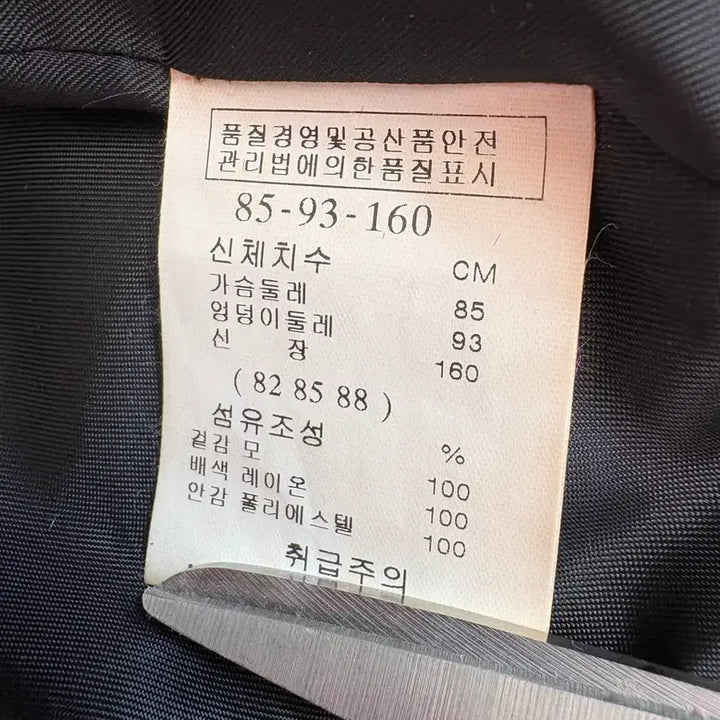 품질경영및공산품안전
관리법에의한품질표시
85-93-160
신체치수 CM
가슴둘레 85
엉덩이둘레 93
신 장 160
( 82 85 88 )
섬유조성 %
겉감 모 100
배색 레이온 100
안감 폴리에스텔 100
취급주의